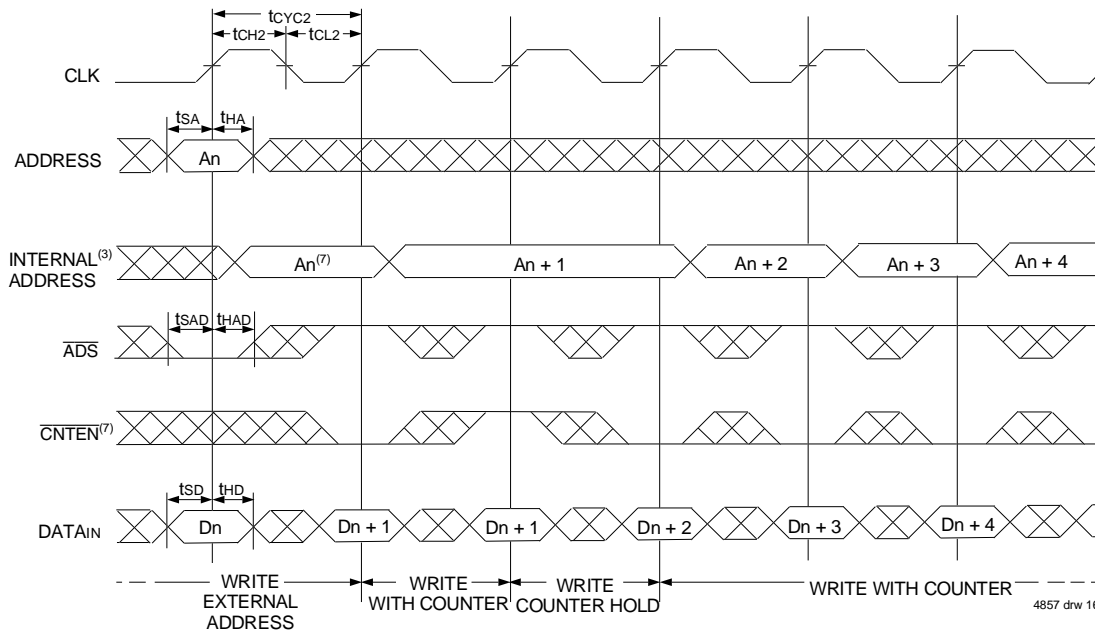 tCYC2
tCH2 tCL2
CLK
tSA tHA
ADDRESS An
INTERNAL(3) ADDRESS An(7) An + 1 An + 2 An + 3 An + 4
tSAD tHAD
ADS
CNTEN(7)
tSD tHD
DATAIN Dn Dn + 1 Dn + 1 Dn + 2 Dn + 3 Dn + 4
WRITE EXTERNAL ADDRESS
WRITE WITH COUNTER
WRITE COUNTER HOLD
WRITE WITH COUNTER
4857 drw 16